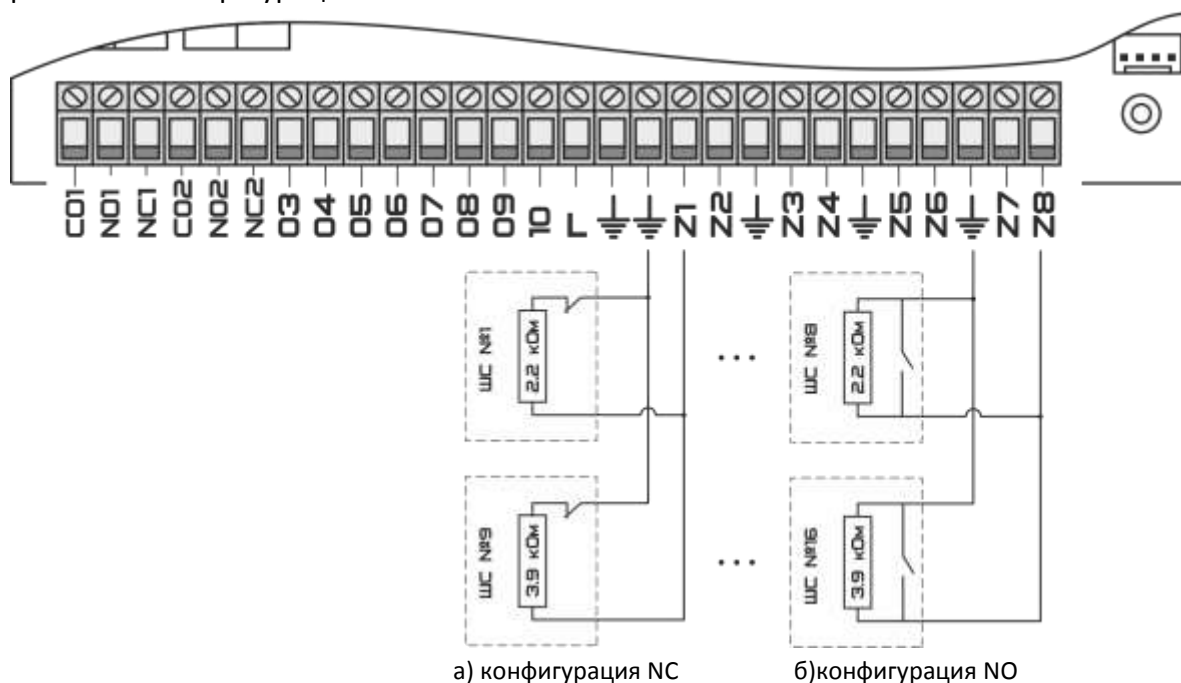 CO1 NO1 NC1 CO2 NO2 NC2 O3 O4 O5 O6 O7 O8 O9 10 L Z1 Z2 Z3 Z4 Z5 Z6 Z7 Z8
ШС №1 2.2 кОм
ШС №8 2.2 кОм
ШС №9 3.9 кОм
ШС №16 3.9 кОм
а) конфигурация NC
б)конфигурация NO